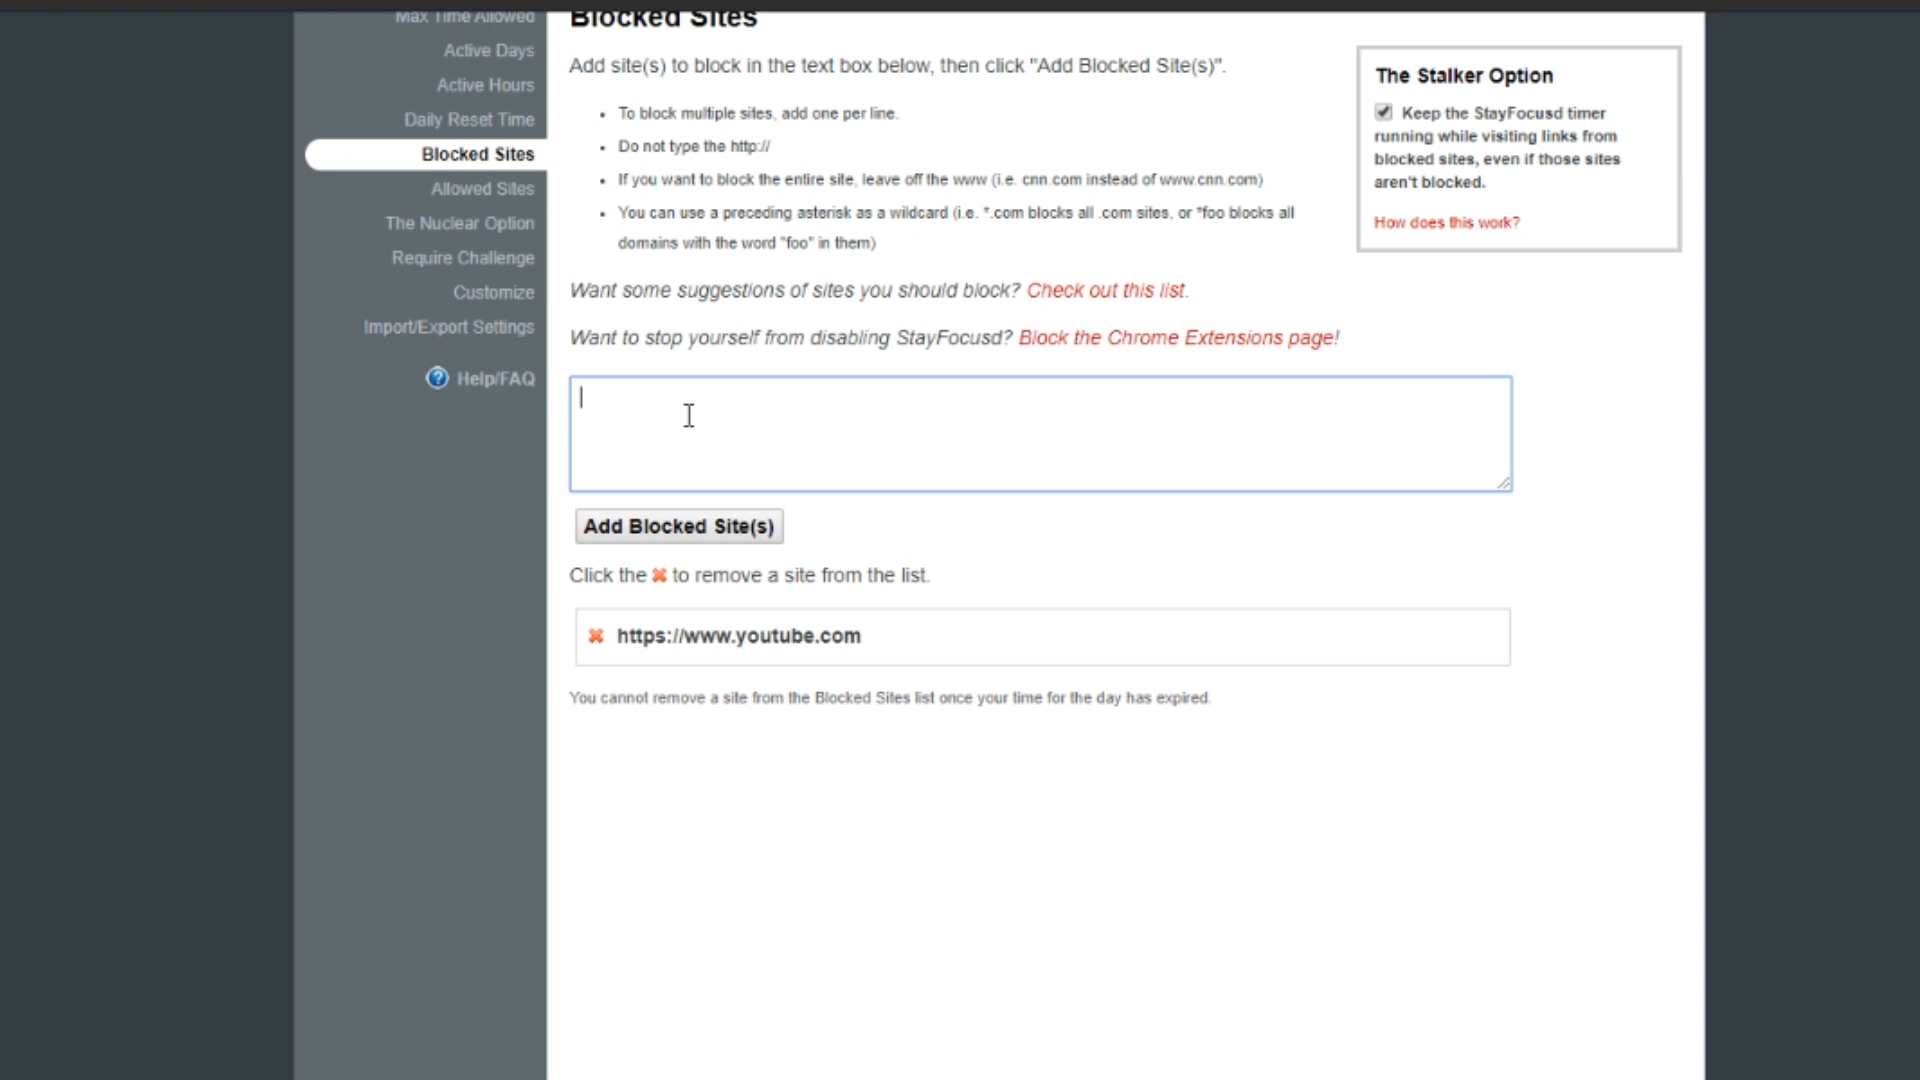 Max Time Allowed
Active Days
Active Hours
Daily Reset Time
Blocked Sites
Allowed Sites
The Nuclear Option
Require Challenge
Customize
Import/Export Settings
Help/FAQ
Blocked Sites
Add site(s) to block in the text box below, then click "Add Blocked Site(s)".
• To block multiple sites, add one per line.
• Do not type the http://
• If you want to block the entire site, leave off the www (i.e. cnn.com instead of www.cnn.com)
• You can use a preceding asterisk as a wildcard (i.e. *.com blocks all .com sites, or *foo blocks all
domains with the word "foo" in them)
Want some suggestions of sites you should block? Check out this list.
Want to stop yourself from disabling StayFocusd? Block the Chrome Extensions page!
Add Blocked Site(s)
Click the ✖ to remove a site from the list.
✖ https://www.youtube.com
You cannot remove a site from the Blocked Sites list once your time for the day has expired.
The Stalker Option
Keep the StayFocusd timer
running while visiting links from
blocked sites, even if those sites
aren't blocked.
How does this work?